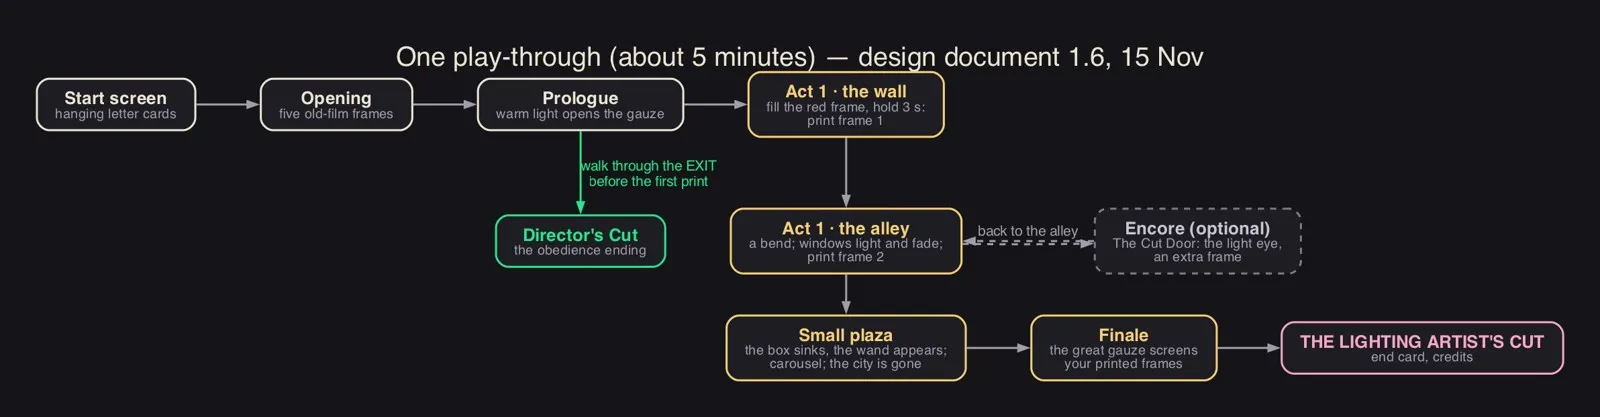 One play-through (about 5 minutes) — design document 1.6, 15 Nov
Start screen
hanging letter cards
Opening
five old-film frames
Prologue
warm light opens the gauze
Act 1 · the wall
fill the red frame, hold 3 s:
print frame 1
walk through the EXIT
before the first print
Director's Cut
the obedience ending
Act 1 · the alley
a bend; windows light and fade;
print frame 2
back to the alley
Encore (optional)
The Cut Door: the light eye,
an extra frame
Small plaza
the box sinks, the wand appears;
carousel; the city is gone
Finale
the great gauze screens
your printed frames
THE LIGHTING ARTIST'S CUT
end card, credits